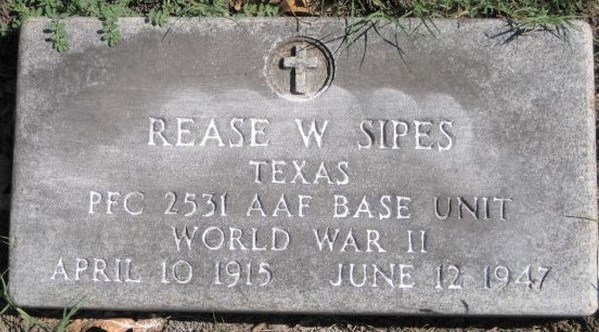 REASE W SIPES
TEXAS
PFC 2531 AAF BASE UNIT
WORLD WAR II
APRIL 10 1915 JUNE 12 1947